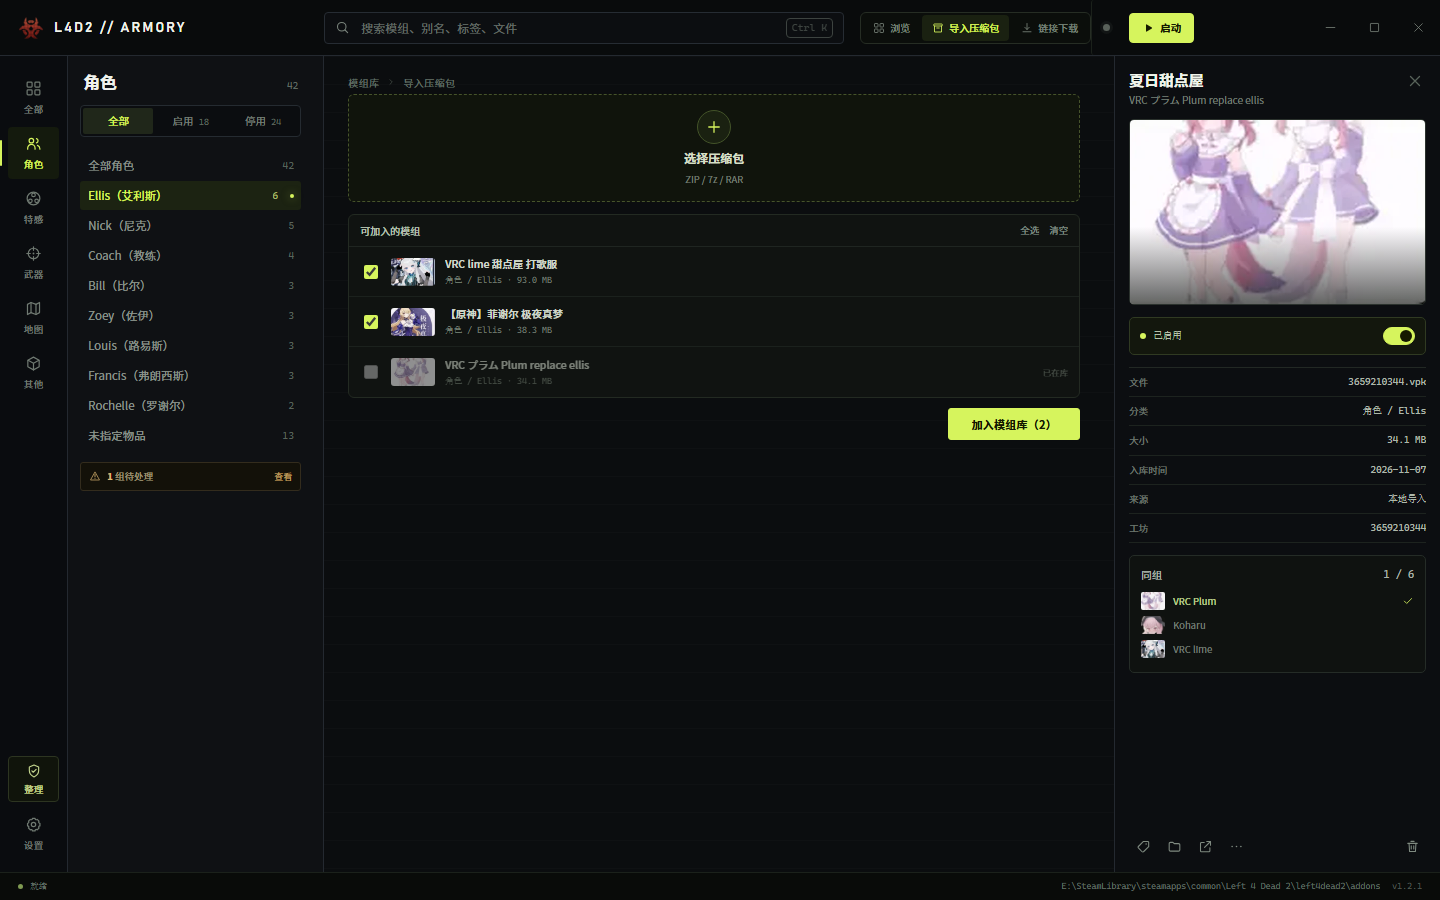 L4D2 // ARMORY
搜索模组、别名、标签、文件
Ctrl K
浏览
导入压缩包
链接下载
启动
全部
角色
特感
武器
地图
其他
整理
设置
角色
42
全部
启用 18
停用 24
全部角色 42
Ellis（艾利斯） 6
Nick（尼克） 5
Coach（教练） 4
Bill（比尔） 3
Zoey（佐伊） 3
Louis（路易斯） 3
Francis（弗朗西斯） 3
Rochelle（罗谢尔） 2
未指定物品 13
1 组待处理 查看
模组库 › 导入压缩包
选择压缩包
ZIP / 7z / RAR
可加入的模组 全选 清空
VRC lime 甜点屋 打歌服
角色 / Ellis · 93.0 MB
【原神】菲谢尔 极夜真梦
角色 / Ellis · 38.3 MB
VRC プラム Plum replace ellis
角色 / Ellis · 34.1 MB
已在库
加入模组库（2）
夏日甜点屋
VRC プラム Plum replace ellis
已启用
文件 3659210344.vpk
分类 角色 / Ellis
大小 34.1 MB
入库时间 2026-11-07
来源 本地导入
工坊 3659210344
同组 1 / 6
VRC Plum
Koharu
VRC lime
就绪
E:\SteamLibrary\steamapps\common\Left 4 Dead 2\left4dead2\addons v1.2.1